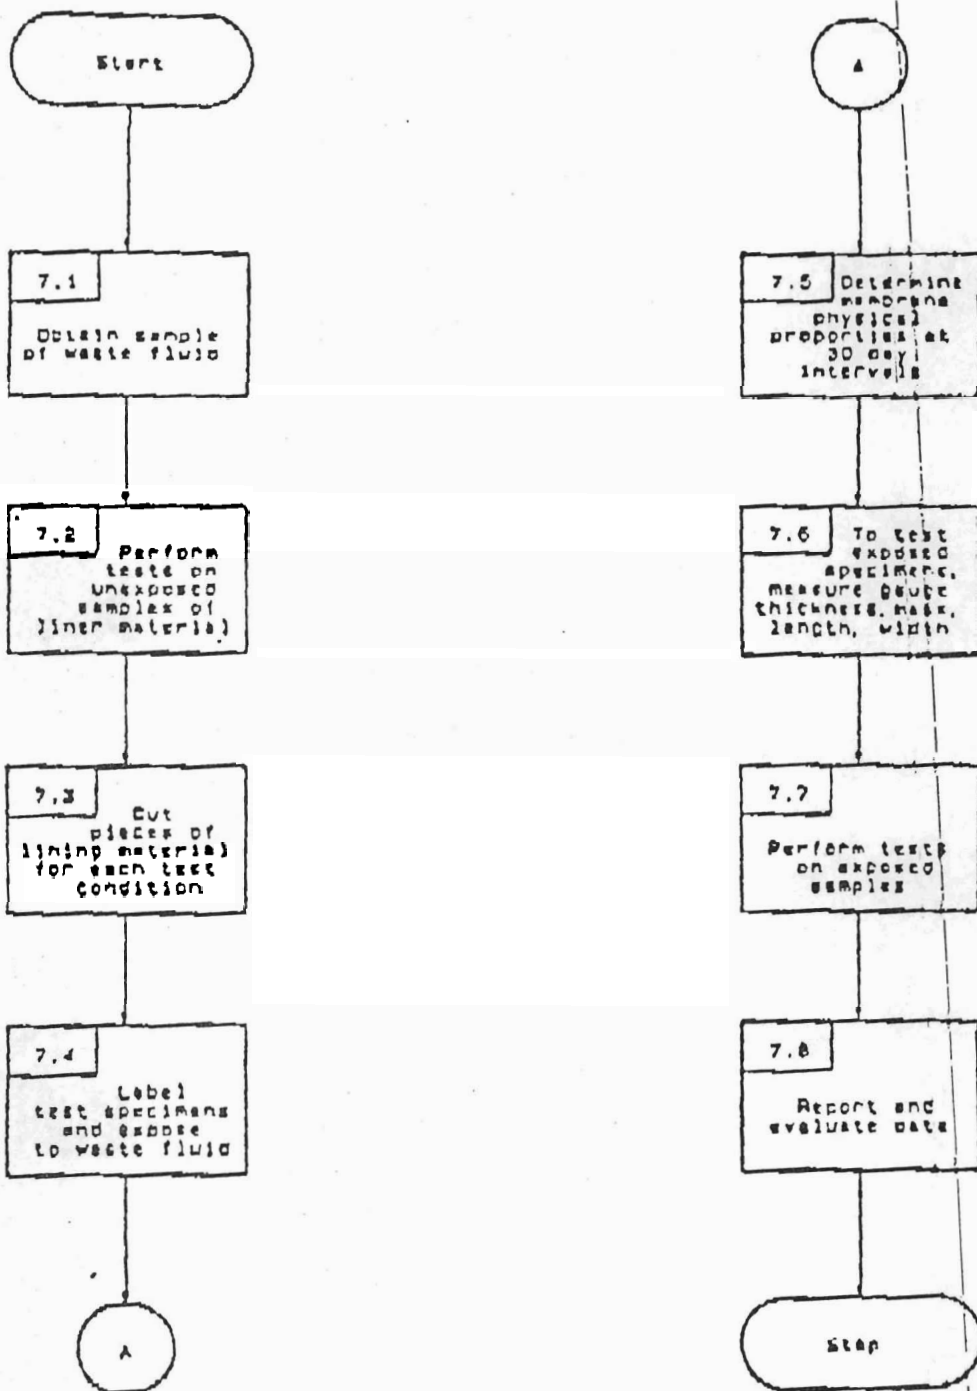 Start
7.1
Obtain sample
of waste fluid
7.2
Perform
tests on
unexposed
samples of
liner material
7.3
Cut
pieces of
lining material
for each test
condition
7.4
Label
test specimens
and expose
to waste fluid
A
A
7.5
Determine
membrane
physical
properties at
30 day
intervals
7.6
To test
exposed
specimens,
measure gauge
thickness, mass,
length, width
7.7
Perform tests
on exposed
samples
7.8
Report and
evaluate data
Stop